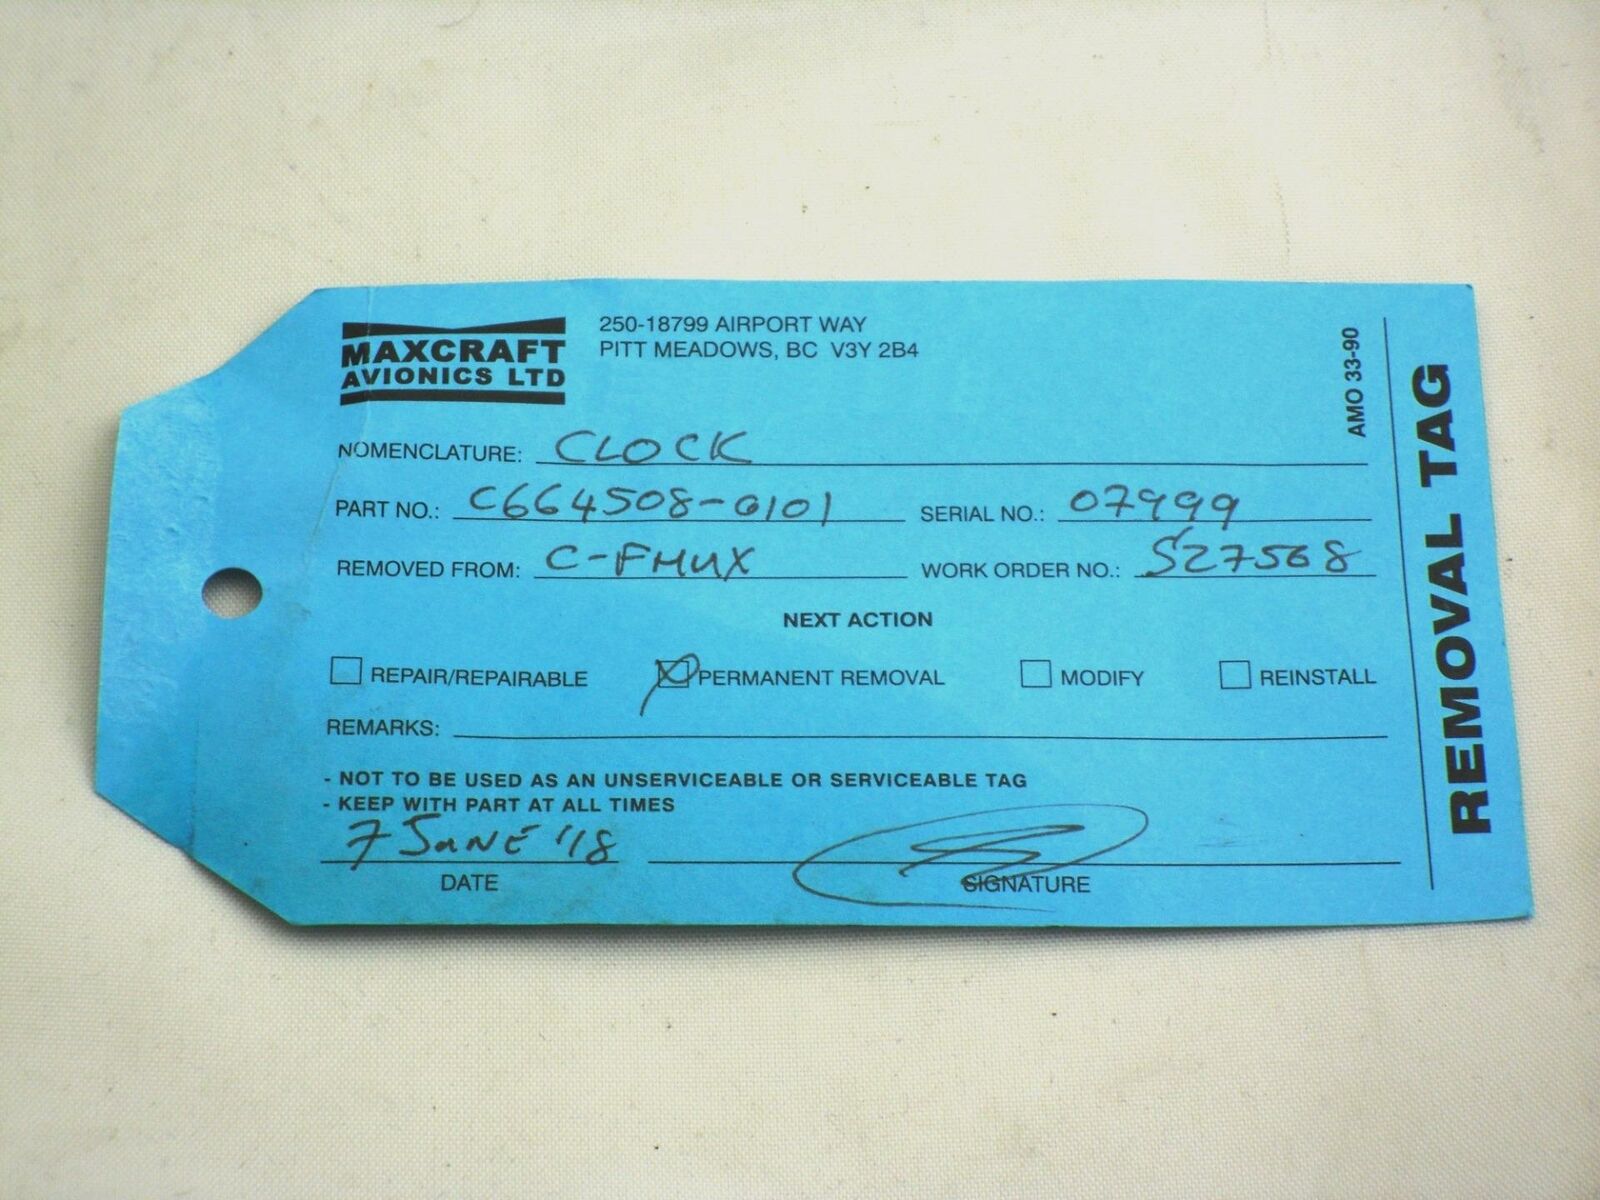 MAXCRAFT
AVIONICS LTD
250-18799 AIRPORT WAY
PITT MEADOWS, BC V3Y 2B4
AMO 33-90
REMOVAL TAG
NOMENCLATURE: CLOCK
PART NO.: C664508-0101 SERIAL NO.: 07999
REMOVED FROM: C-FMUX WORK ORDER NO.: S27568
NEXT ACTION
REPAIR/REPAIRABLE PERMANENT REMOVAL MODIFY REINSTALL
REMARKS:
- NOT TO BE USED AS AN UNSERVICEABLE OR SERVICEABLE TAG
- KEEP WITH PART AT ALL TIMES
7 JUNE '18
DATE SIGNATURE